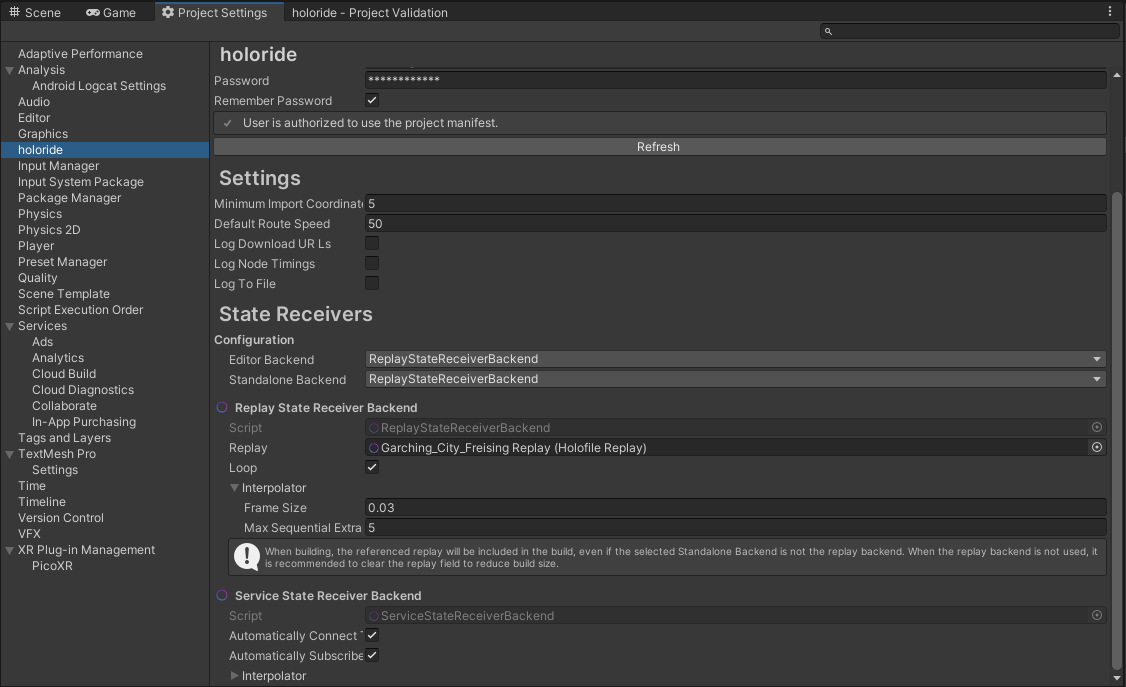 Scene
Game
Project Settings
holoride - Project Validation
Adaptive Performance
Analysis
Android Logcat Settings
Audio
Editor
Graphics
holoride
Input Manager
Input System Package
Package Manager
Physics
Physics 2D
Player
Preset Manager
Quality
Scene Template
Script Execution Order
Services
Ads
Analytics
Cloud Build
Cloud Diagnostics
Collaborate
In-App Purchasing
Tags and Layers
TextMesh Pro
Settings
Time
Timeline
Version Control
VFX
XR Plug-in Management
PicoXR
holoride
Password ************
Remember Password
User is authorized to use the project manifest.
Refresh
Settings
Minimum Import Coordinat 5
Default Route Speed 50
Log Download UR Ls
Log Node Timings
Log To File
State Receivers
Configuration
Editor Backend ReplayStateReceiverBackend
Standalone Backend ReplayStateReceiverBackend
Replay State Receiver Backend
Script ReplayStateReceiverBackend
Replay Garching_City_Freising Replay (Holofile Replay)
Loop
Interpolator
Frame Size 0.03
Max Sequential Extra 5
When building, the referenced replay will be included in the build, even if the selected Standalone Backend is not the replay backend. When the replay backend is not used, it
is recommended to clear the replay field to reduce build size.
Service State Receiver Backend
Script ServiceStateReceiverBackend
Automatically Connect
Automatically Subscribe
Interpolator